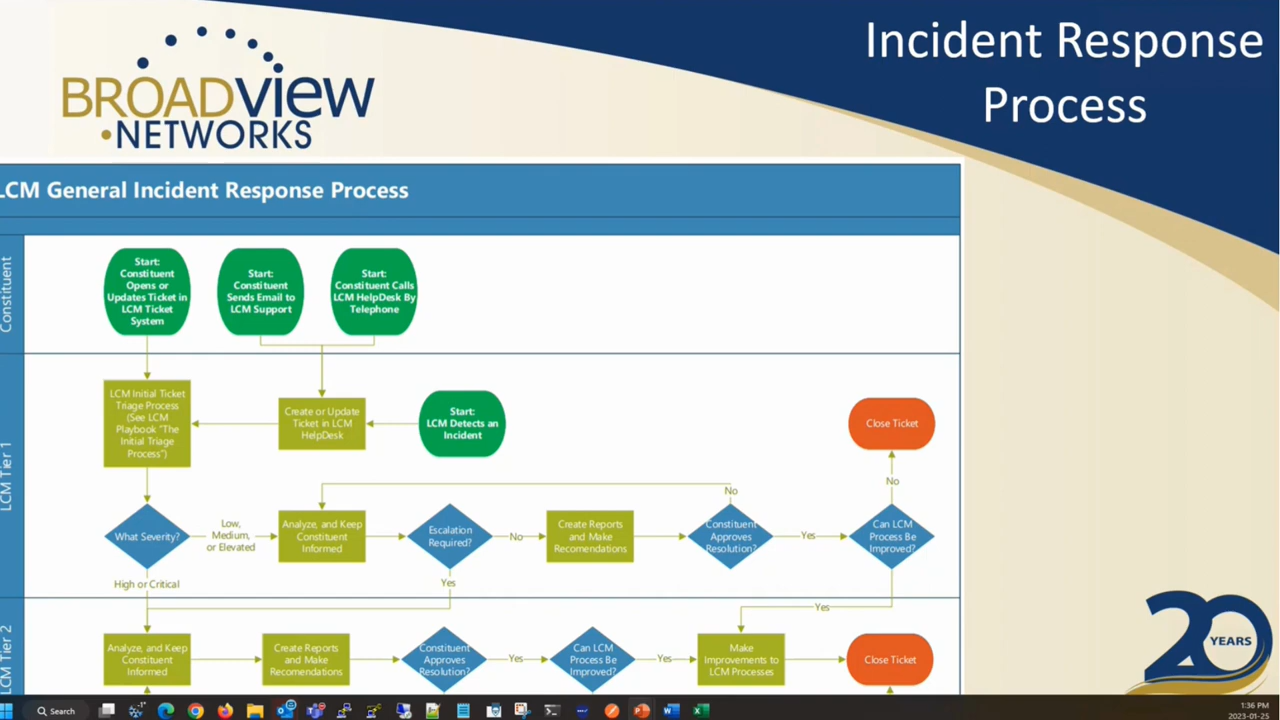 Incident Response
Process
BROADVIEW
NETWORKS
LCM General Incident Response Process
Constituent
Start:
Constituent
Opens or
Updates Ticket in
LCM Ticket
System
Start:
Constituent
Sends Email to
LCM Support
Start:
Constituent Calls
LCM HelpDesk By
Telephone
LCM Tier 1
LCM Initial Ticket
Triage Process
(See LCM
Playbook "The
Initial Triage
Process")
Create or Update
Ticket in LCM
HelpDesk
Start:
LCM Detects an
Incident
Close Ticket
No
No
What Severity?
Low,
Medium,
or Elevated
Analyze, and Keep
Constituent
Informed
Escalation
Required?
No
Create Reports
and Make
Recomendations
Constituent
Approves
Resolution?
Yes
Can LCM
Process Be
Improved?
High or Critical
Yes
Yes
LCM Tier 2
Analyze, and Keep
Constituent
Informed
Create Reports
and Make
Recomendations
Constituent
Approves
Resolution?
Yes
Can LCM
Process Be
Improved?
Yes
Make
Improvements to
LCM Processes
Close Ticket
20
YEARS
Search
1:36 PM
2023-01-25